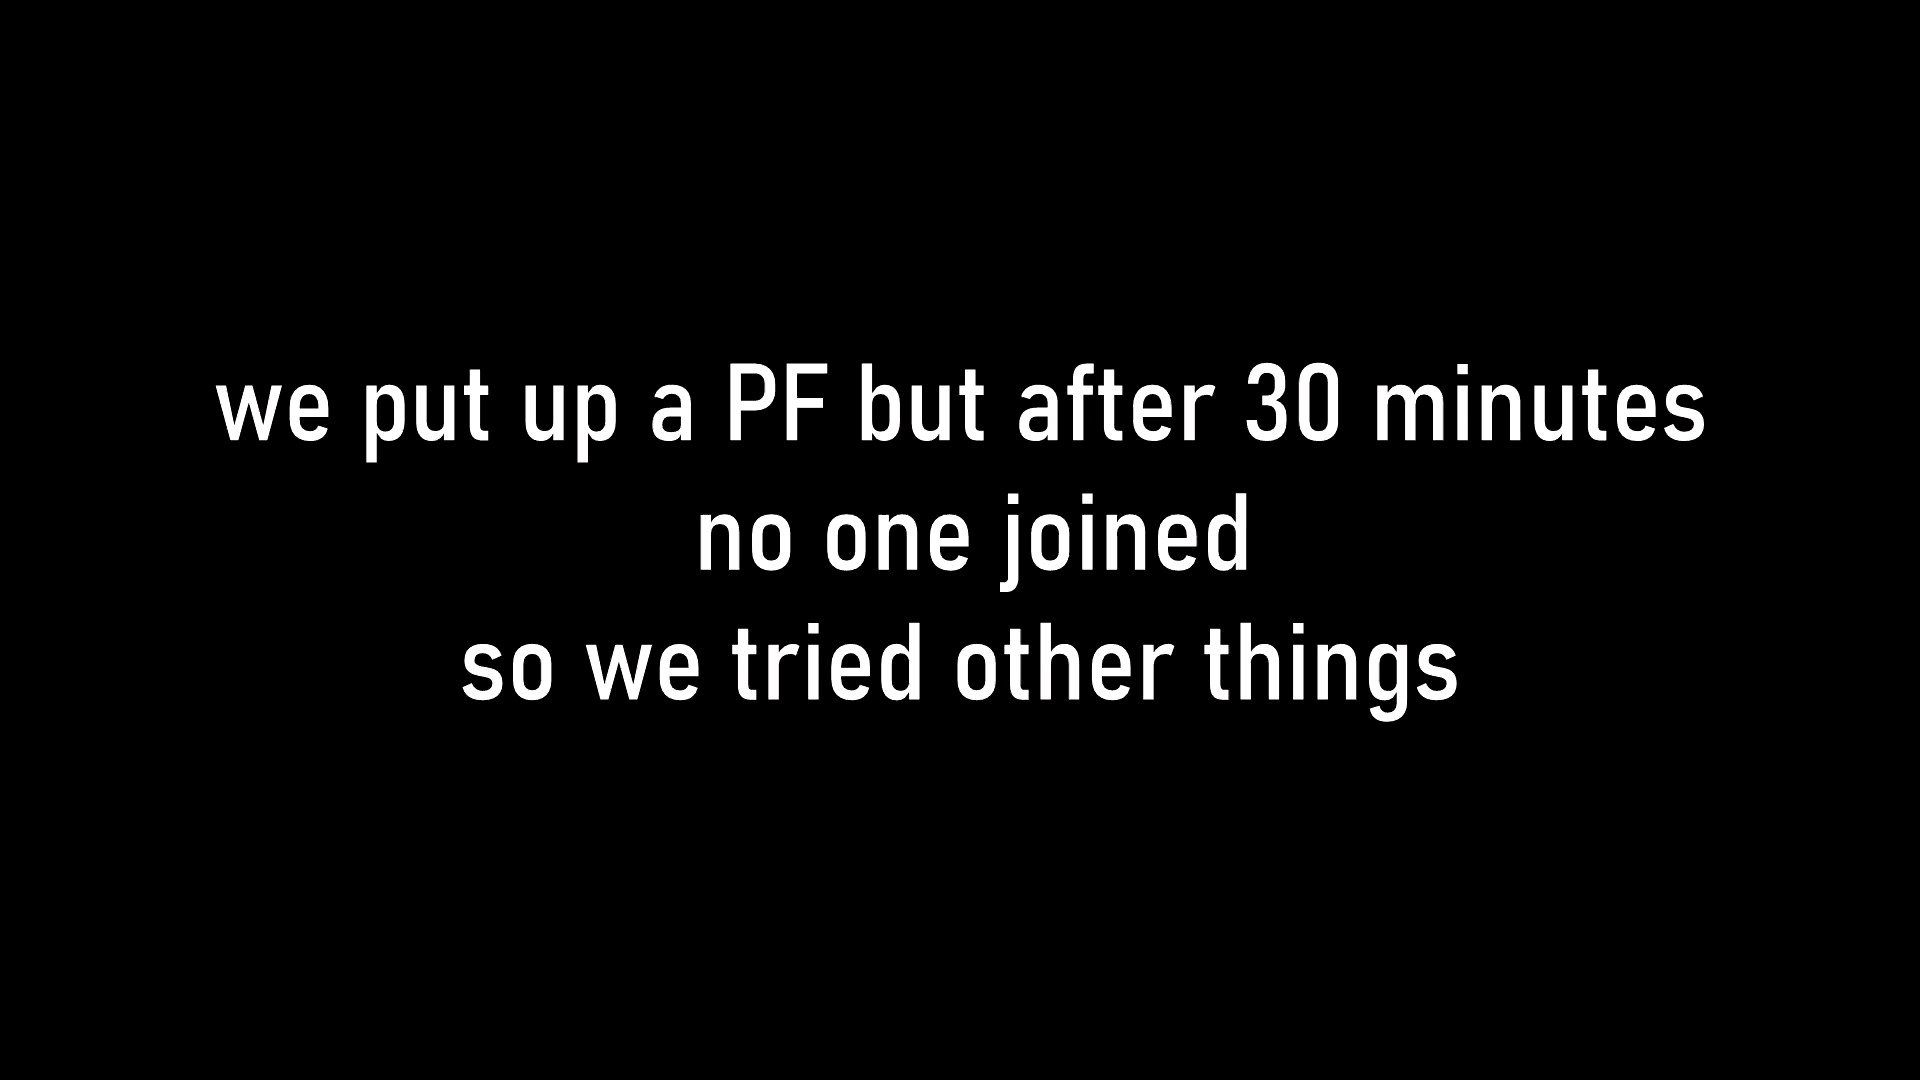 we put up a PF but after 30 minutes
no one joined
so we tried other things